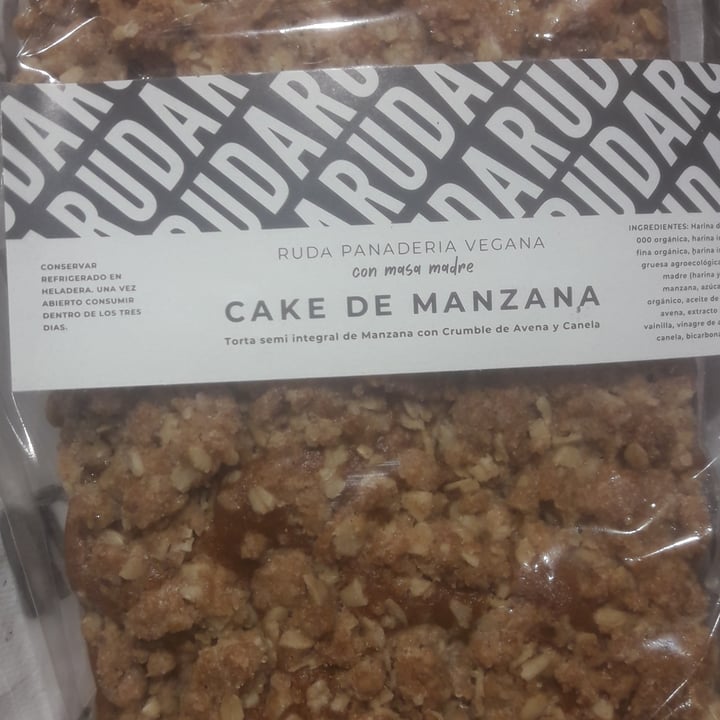 RUDA RUDA RUDA RUDA
RUDA PANADERIA VEGANA
con masa madre
CAKE DE MANZANA
Torta semi integral de Manzana con Crumble de Avena y Canela
CONSERVAR
REFRIGERADO EN
HELADERA. UNA VEZ
ABIERTO CONSUMIR
DENTRO DE LOS TRES
DIAS.
INGREDIENTES: Harina
000 orgánica, harina
fina orgánica, harina
gruesa agroecológica
madre (harina y
manzana,
orgánico, aceite de
avena, extracto
vainilla, vinagre de
canela,